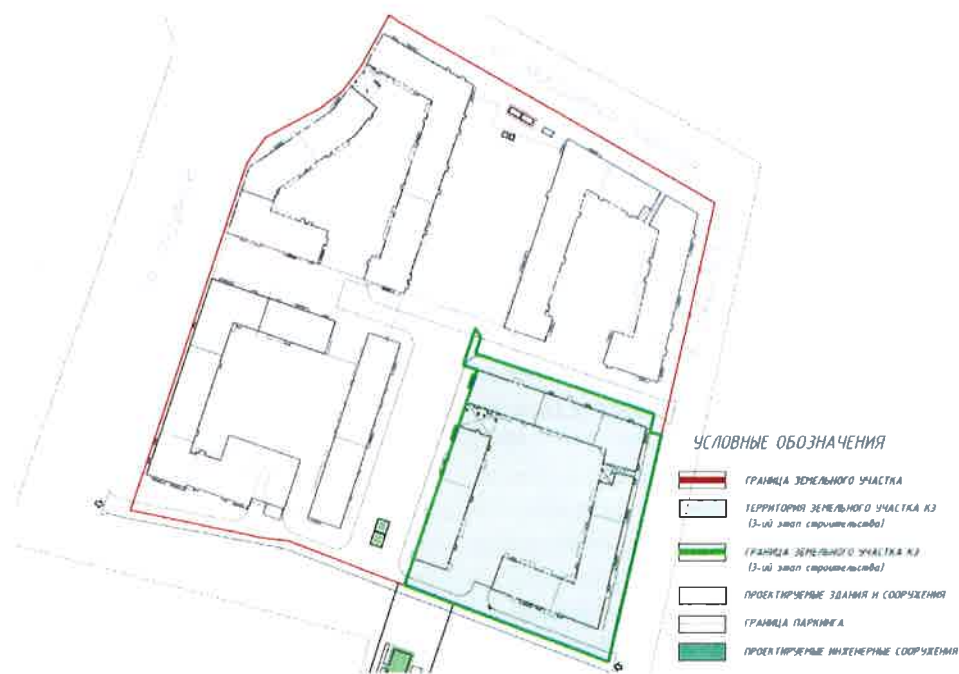 УСЛОВНЫЕ ОБОЗНАЧЕНИЯ
ГРАНИЦА ЗЕМЕЛЬНОГО УЧАСТКА
ТЕРРИТОРИЯ ЗЕМЕЛЬНОГО УЧАСТКА К3
(3-ий этап строительства)
ГРАНИЦА ЗЕМЕЛЬНОГО УЧАСТКА К3
(3-ий этап строительства)
ПРОЕКТИРУЕМЫЕ ЗДАНИЯ И СООРУЖЕНИЯ
ГРАНИЦА ПАРКИНГА
ПРОЕКТИРУЕМЫЕ ИНЖЕНЕРНЫЕ СООРУЖЕНИЯ